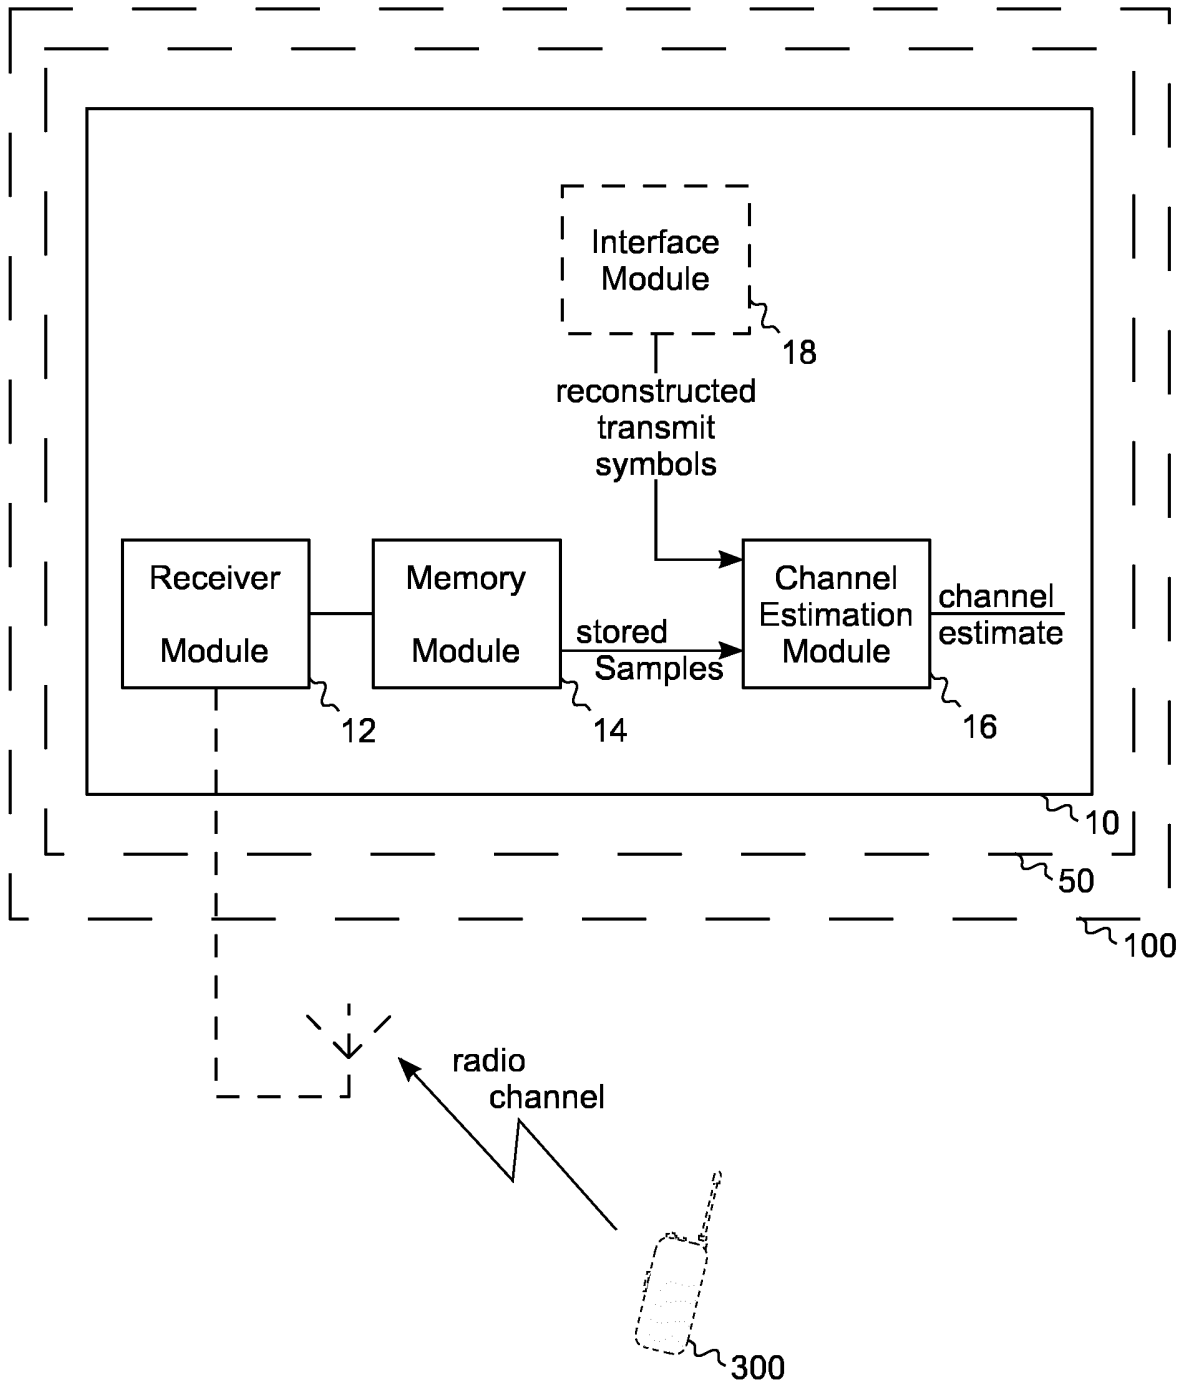 Interface
Module
18
reconstructed
transmit
symbols
Receiver
Module
12
Memory
Module
14
stored
Samples
Channel
Estimation
Module
16
channel
estimate
10
50
100
radio
channel
300